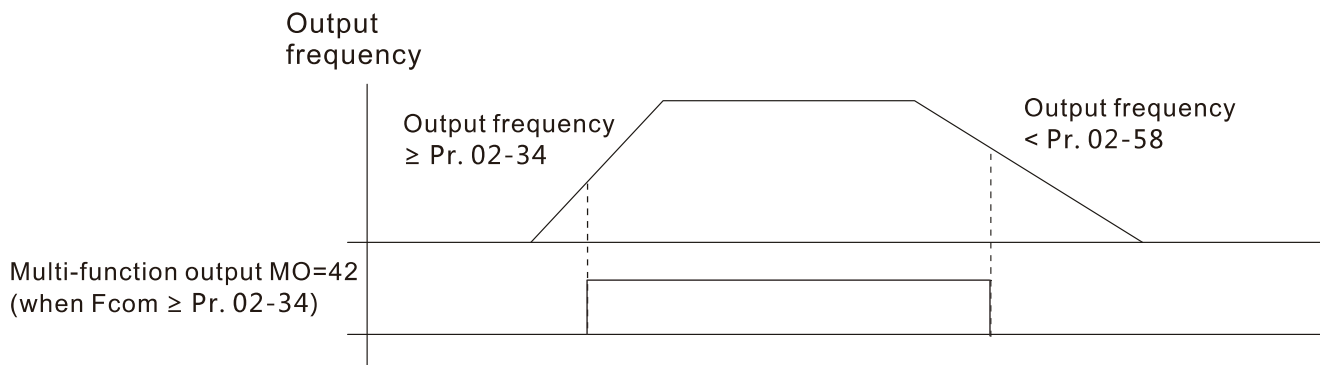 Output
frequency
Output frequency
≥ Pr. 02-34
Output frequency
< Pr. 02-58
Multi-function output MO=42
(when Fcom ≥ Pr. 02-34)